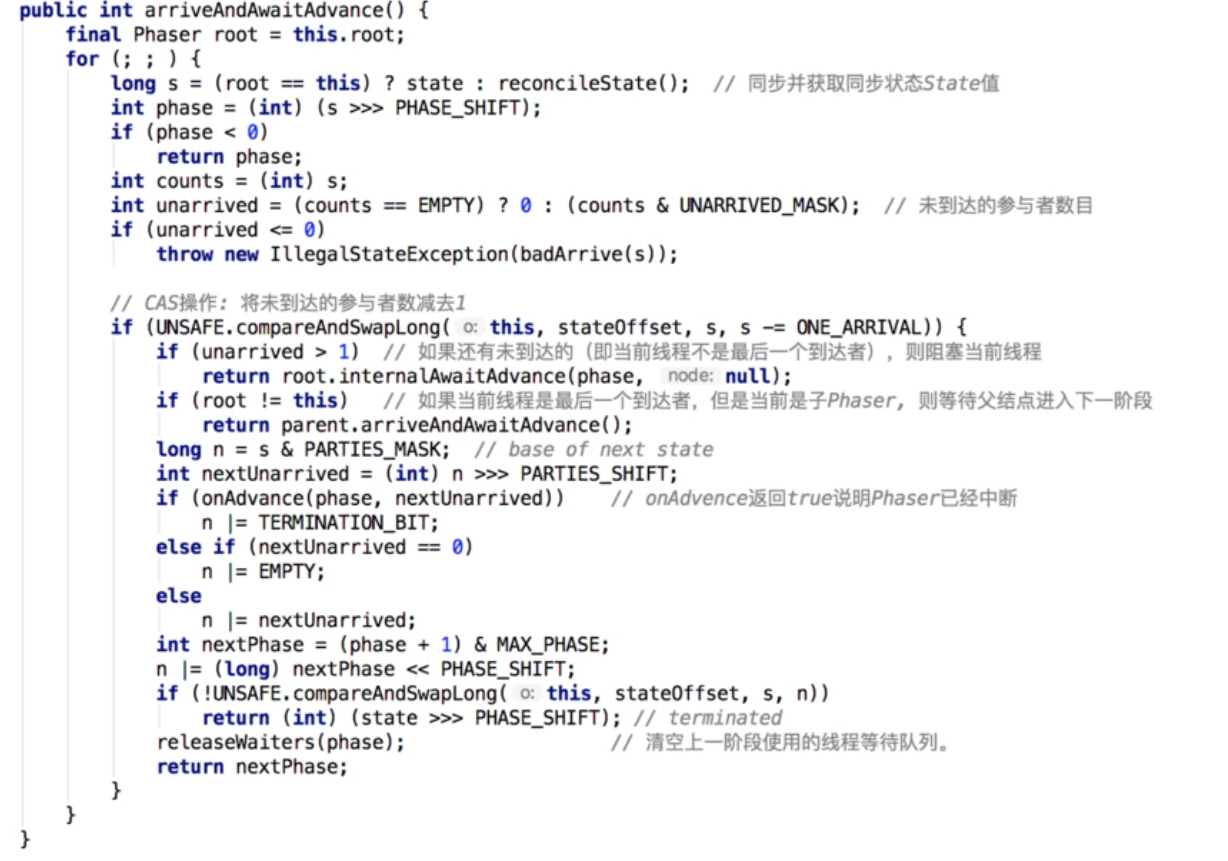 public int arriveAndAwaitAdvance() {
final Phaser root = this.root;
for (; ; ) {
long s = (root == this) ? state : reconcileState(); // 同步并获取同步状态State值
int phase = (int) (s >>> PHASE_SHIFT);
if (phase < 0)
return phase;
int counts = (int) s;
int unarrived = (counts == EMPTY) ? 0 : (counts & UNARRIVED_MASK); // 未到达的参与者数目
if (unarrived <= 0)
throw new IllegalStateException(badArrive(s));
// CAS操作: 将未到达的参与者数减去1
if (UNSAFE.compareAndSwapLong( o: this, stateOffset, s, s -= ONE_ARRIVAL)) {
if (unarrived > 1) // 如果还有未到达的（即当前线程不是最后一个到达者），则阻塞当前线程
return root.internalAwaitAdvance(phase, node: null);
if (root != this) // 如果当前线程是最后一个到达者，但是当前是子Phaser, 则等待父结点进入下一阶段
return parent.arriveAndAwaitAdvance();
long n = s & PARTIES_MASK; // base of next state
int nextUnarrived = (int) n >>> PARTIES_SHIFT;
if (onAdvance(phase, nextUnarrived)) // onAdvence返回true说明Phaser已经中断
n |= TERMINATION_BIT;
else if (nextUnarrived == 0)
n |= EMPTY;
else
n |= nextUnarrived;
int nextPhase = (phase + 1) & MAX_PHASE;
n |= (long) nextPhase << PHASE_SHIFT;
if (!UNSAFE.compareAndSwapLong( o: this, stateOffset, s, n))
return (int) (state >>> PHASE_SHIFT); // terminated
releaseWaiters(phase); // 清空上一阶段使用的线程等待队列。
return nextPhase;
}
}
}